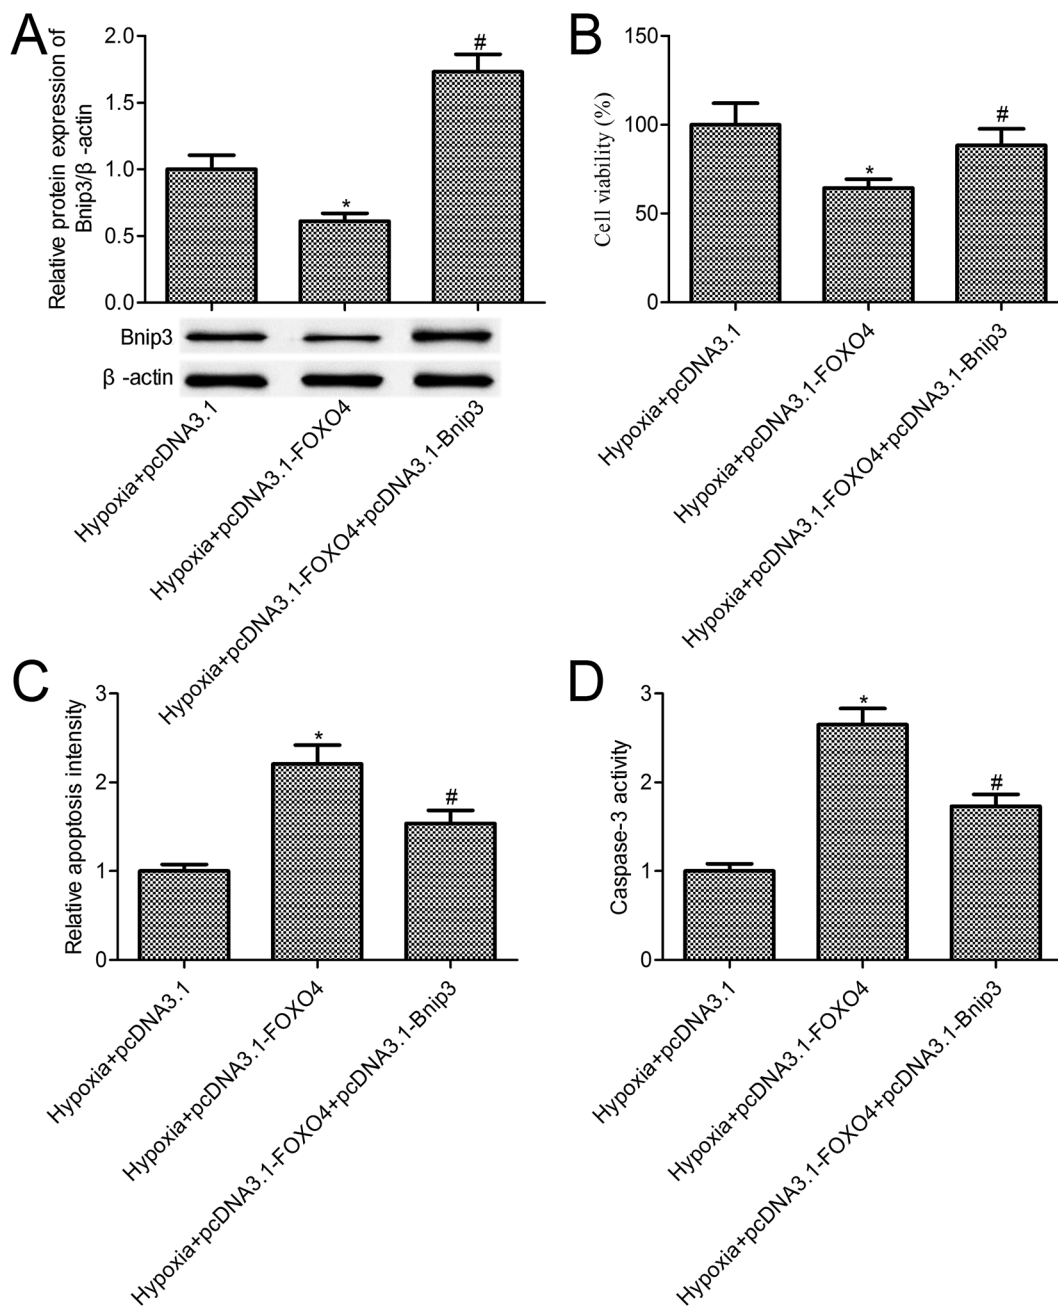 A
Relative protein expression of
Bnip3/β -actin
2.0
1.5
1.0
0.5
0.0
*
#
Bnip3
β -actin
Hypoxia+pcDNA3.1
Hypoxia+pcDNA3.1-FOXO4
Hypoxia+pcDNA3.1-FOXO4+pcDNA3.1-Bnip3
B
Cell viability (%)
150
100
50
0
*
#
Hypoxia+pcDNA3.1
Hypoxia+pcDNA3.1-FOXO4
Hypoxia+pcDNA3.1-FOXO4+pcDNA3.1-Bnip3
C
Relative apoptosis intensity
3
2
1
0
*
#
Hypoxia+pcDNA3.1
Hypoxia+pcDNA3.1-FOXO4
Hypoxia+pcDNA3.1-FOXO4+pcDNA3.1-Bnip3
D
Caspase-3 activity
3
2
1
0
*
#
Hypoxia+pcDNA3.1
Hypoxia+pcDNA3.1-FOXO4
Hypoxia+pcDNA3.1-FOXO4+pcDNA3.1-Bnip3